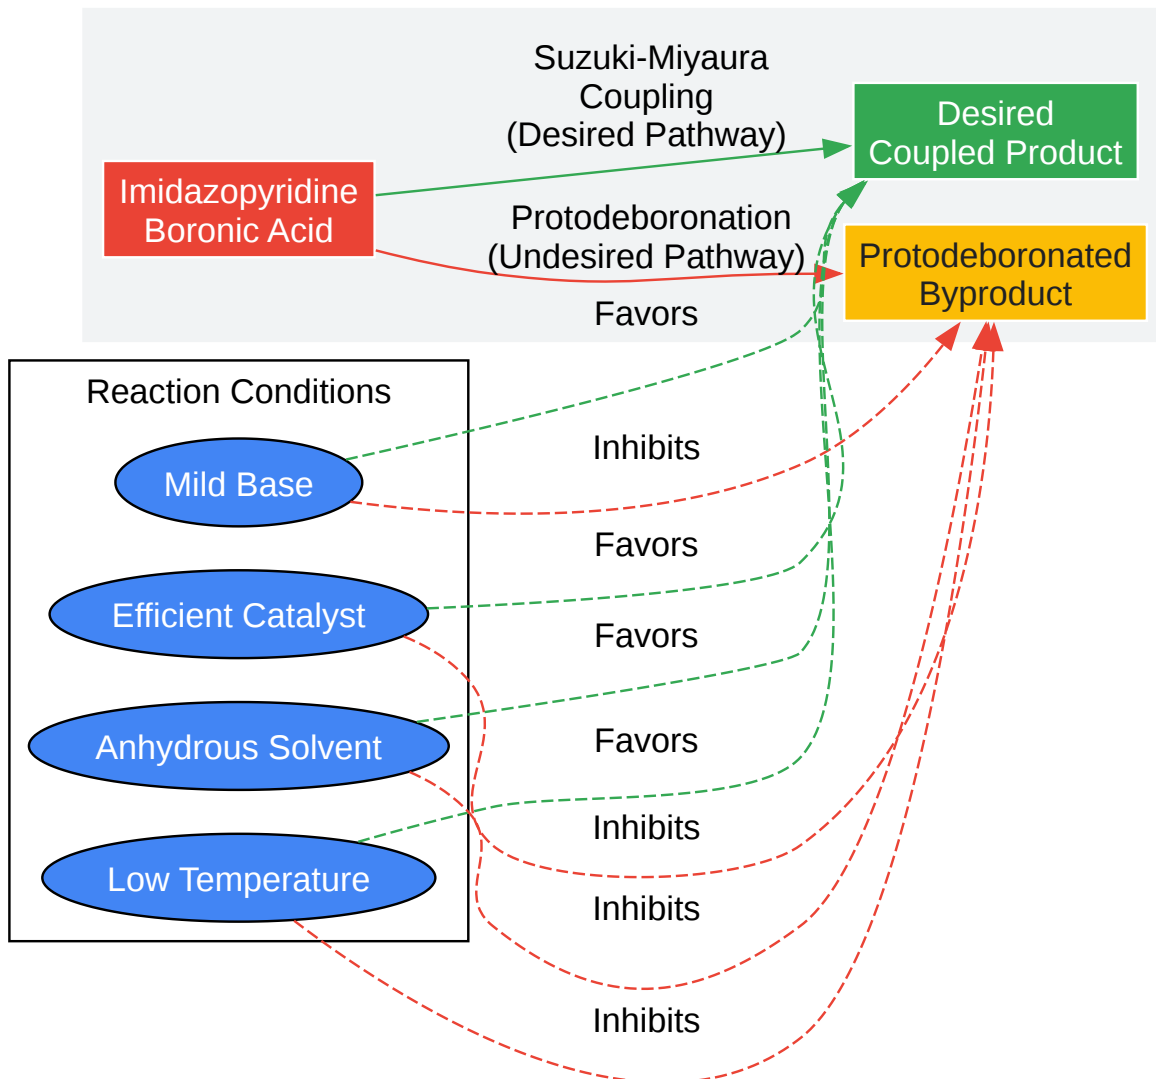 Suzuki-Miyaura
Coupling
(Desired Pathway)
Desired
Coupled Product
Imidazopyridine
Boronic Acid
Protodeboronation
(Undesired Pathway)
Protodeboronated
Byproduct
Favors
Reaction Conditions
Inhibits
Mild Base
Favors
Efficient Catalyst
Favors
Anhydrous Solvent
Favors
Inhibits
Low Temperature
Inhibits
Inhibits